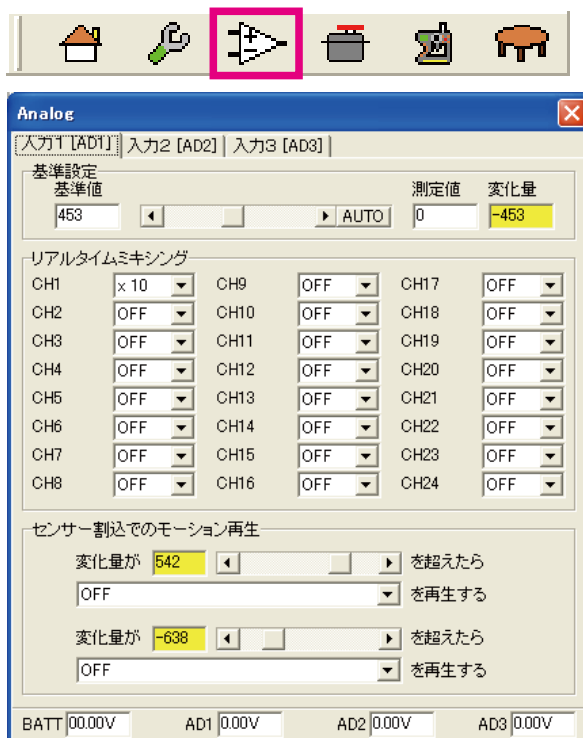 Analog
入力1 [AD1] 入力2 [AD2] 入力3 [AD3]
基準設定
基準値 測定値 変化量
453 AUTO 0 -453
リアルタイムミキシング
CH1 x 10 CH9 OFF CH17 OFF
CH2 OFF CH10 OFF CH18 OFF
CH3 OFF CH11 OFF CH19 OFF
CH4 OFF CH12 OFF CH20 OFF
CH5 OFF CH13 OFF CH21 OFF
CH6 OFF CH14 OFF CH22 OFF
CH7 OFF CH15 OFF CH23 OFF
CH8 OFF CH16 OFF CH24 OFF
センサー割込でのモーション再生
変化量が 542 を超えたら
OFF を再生する
変化量が -638 を超えたら
OFF を再生する
BATT 00.00V AD1 0.00V AD2 0.00V AD3 0.00V